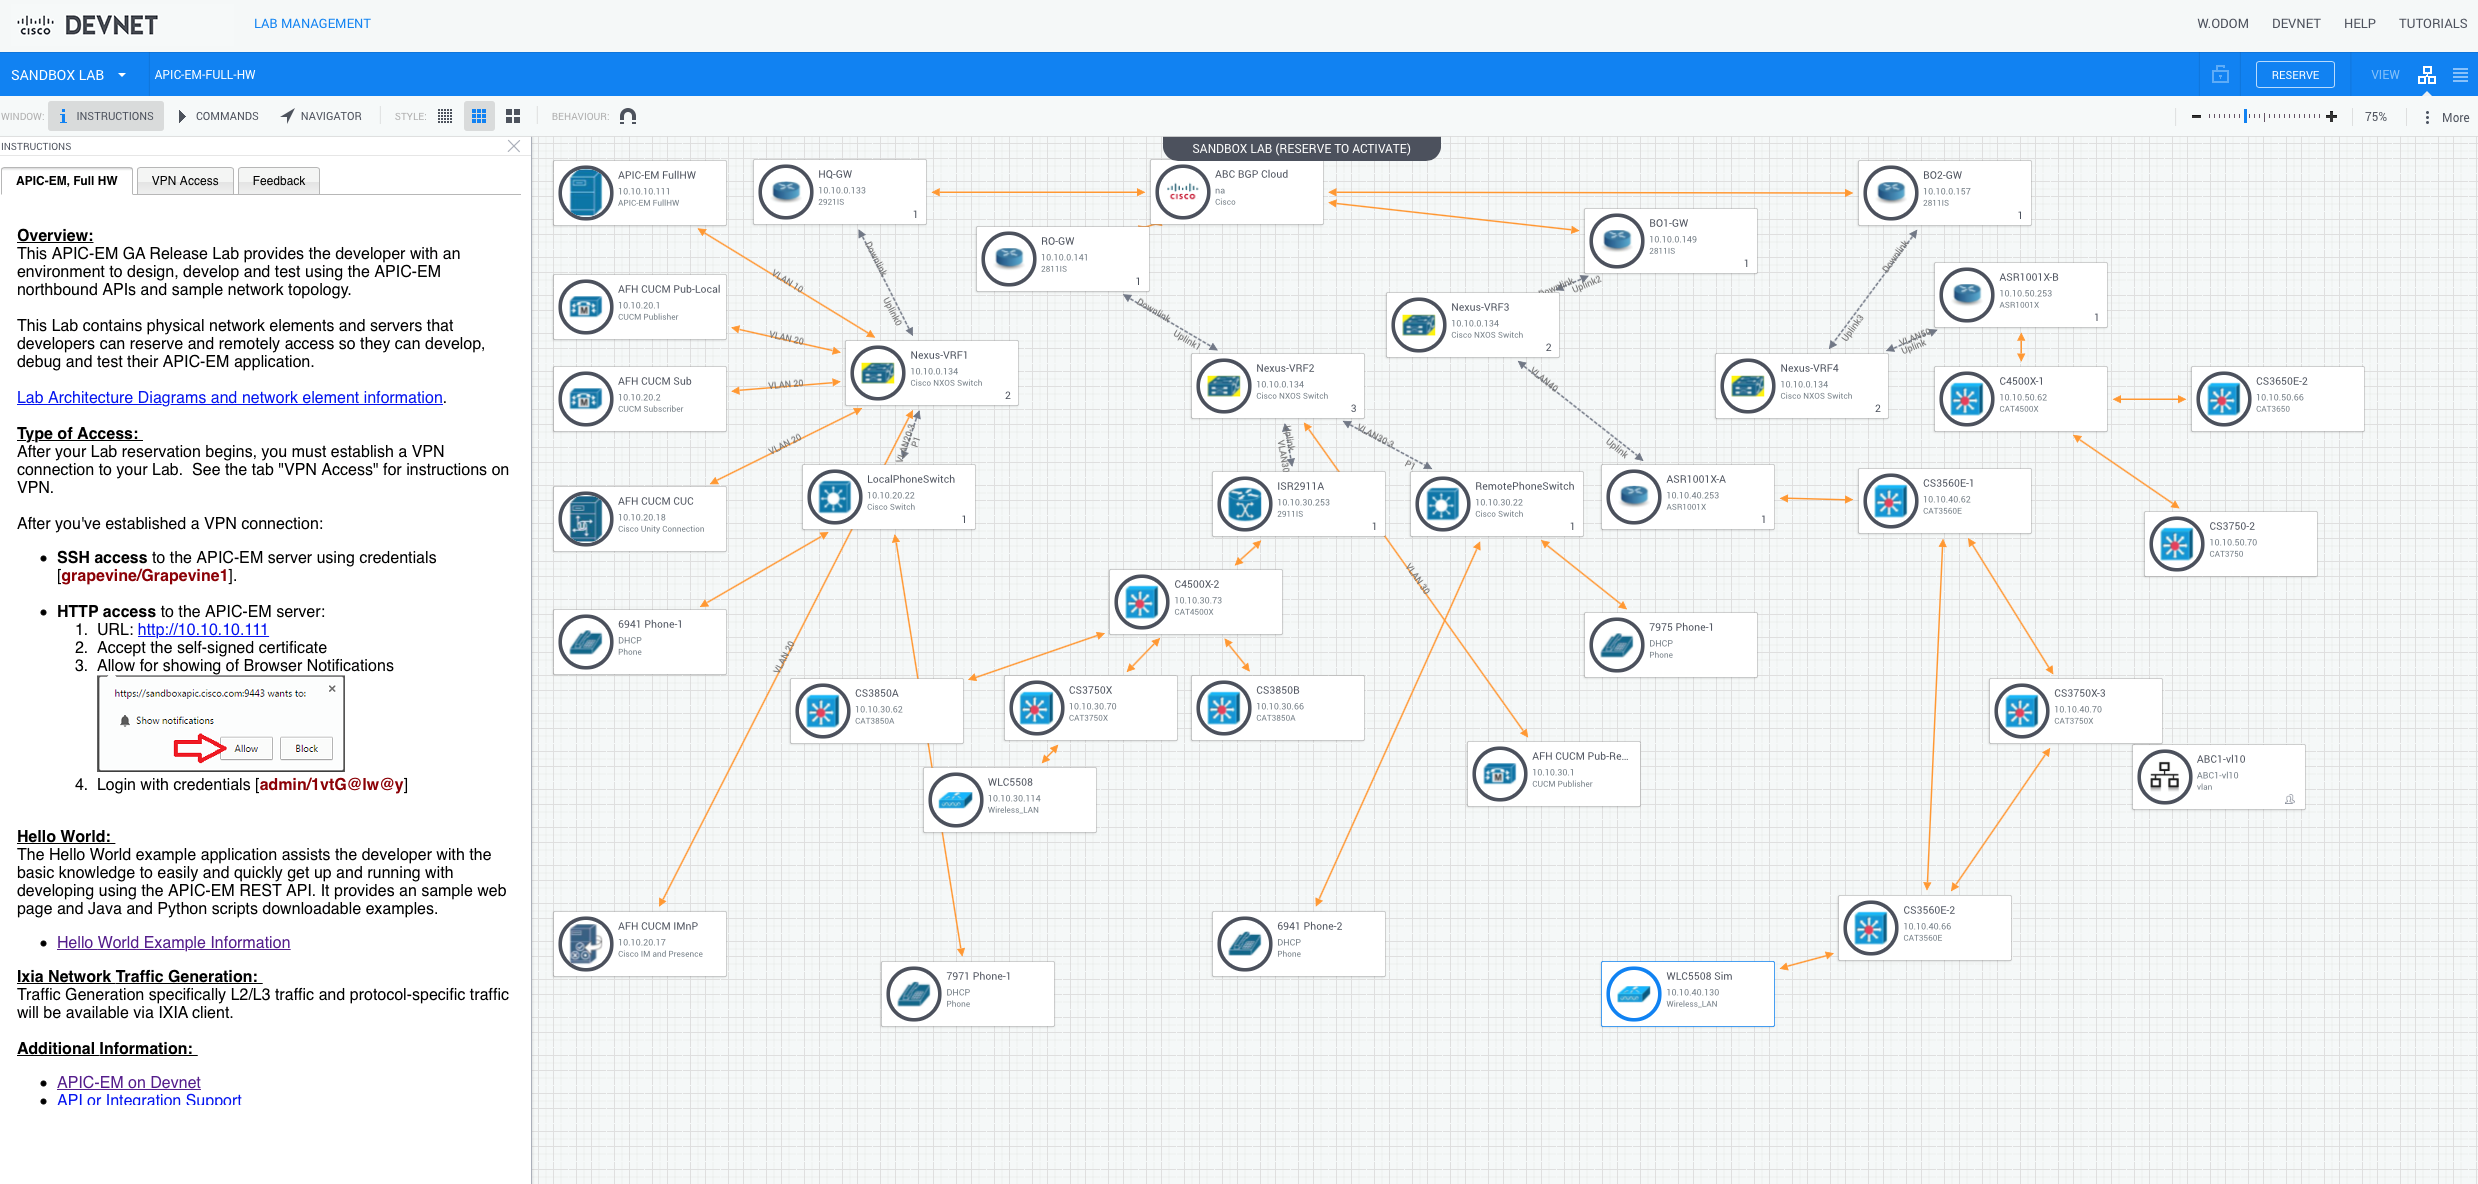 CISCO DEVNET
LAB MANAGEMENT
W.ODOM
DEVNET
HELP
TUTORIALS
SANDBOX LAB
APIC-EM-FULL-HW
RESERVE
VIEW
WINDOW:
INSTRUCTIONS
COMMANDS
NAVIGATOR
STYLE:
BEHAVIOUR:
75%
More
INSTRUCTIONS
APIC-EM, Full HW
VPN Access
Feedback
Overview:
This APIC-EM GA Release Lab provides the developer with an
environment to design, develop and test using the APIC-EM
northbound APIs and sample network topology.
This Lab contains physical network elements and servers that
developers can reserve and remotely access so they can develop,
debug and test their APIC-EM application.
Lab Architecture Diagrams and network element information.
Type of Access:
After your Lab reservation begins, you must establish a VPN
connection to your Lab.  See the tab "VPN Access" for instructions on
VPN.
After you've established a VPN connection:
• SSH access to the APIC-EM server using credentials
[grapevine/Grapevine1].
• HTTP access to the APIC-EM server:
1. URL: http://10.10.10.111
2. Accept the self-signed certificate
3. Allow for showing of Browser Notifications
https://sandboxapic.cisco.com:9443 wants to:
Show notifications
Allow
Block
4. Login with credentials [admin/1vtG@lw@y]
Hello World:
The Hello World example application assists the developer with the
basic knowledge to easily and quickly get up and running with
developing using the APIC-EM REST API. It provides an sample web
page and Java and Python scripts downloadable examples.
• Hello World Example Information
Ixia Network Traffic Generation:
Traffic Generation specifically L2/L3 traffic and protocol-specific traffic
will be available via IXIA client.
Additional Information:
• APIC-EM on Devnet
• API or Integration Support
SANDBOX LAB (RESERVE TO ACTIVATE)
APIC-EM FullHW
10.10.10.111
APIC-EM FullHW
HQ-GW
10.10.0.133
2921IS
1
CISCO
ABC BGP Cloud
na
Cisco
BO2-GW
10.10.0.157
2811IS
1
RO-GW
10.10.0.141
2811IS
1
BO1-GW
10.10.0.149
2811IS
1
ASR1001X-B
10.10.50.253
ASR1001X
1
AFH CUCM Pub-Local
10.10.20.1
CUCM Publisher
Nexus-VRF3
10.10.0.134
Cisco NXOS Switch
2
Nexus-VRF1
10.10.0.134
Cisco NXOS Switch
2
Nexus-VRF2
10.10.0.134
Cisco NXOS Switch
3
Nexus-VRF4
10.10.0.134
Cisco NXOS Switch
2
AFH CUCM Sub
10.10.20.2
CUCM Subscriber
C4500X-1
10.10.50.62
CAT4500X
CS3650E-2
10.10.50.66
CAT3650
LocalPhoneSwitch
10.10.20.22
Cisco Switch
1
ISR2911A
10.10.30.253
2911IS
1
RemotePhoneSwitch
10.10.30.22
Cisco Switch
1
ASR1001X-A
10.10.40.253
ASR1001X
1
CS3560E-1
10.10.40.62
CAT3560E
AFH CUCM CUC
10.10.20.18
Cisco Unity Connection
CS3750-2
10.10.50.70
CAT3750
C4500X-2
10.10.30.73
CAT4500X
6941 Phone-1
DHCP
Phone
7975 Phone-1
DHCP
Phone
CS3850A
10.10.30.62
CAT3850A
CS3750X
10.10.30.70
CAT3750X
CS3850B
10.10.30.66
CAT3850A
CS3750X-3
10.10.40.70
CAT3750X
AFH CUCM Pub-Re...
10.10.30.1
CUCM Publisher
ABC1-vl10
ABC1-vl10
vlan
WLC5508
10.10.30.114
Wireless_LAN
AFH CUCM IMnP
10.10.20.17
Cisco IM and Presence
7971 Phone-1
DHCP
Phone
6941 Phone-2
DHCP
Phone
CS3560E-2
10.10.40.66
CAT3560E
WLC5508 Sim
10.10.40.130
Wireless_LAN
VLAN 10
VLAN 20
VLAN 20
VLAN 20
VLAN 20
Downlink
Uplink0
Downlink
Uplink1
Downlink
Uplink2
Downlink
Uplink3
VLAN50
Uplink
VLAN40
Uplink
VLAN20-3
P1
Uplink
VLAN30
VLAN30-3
P1
VLAN 30